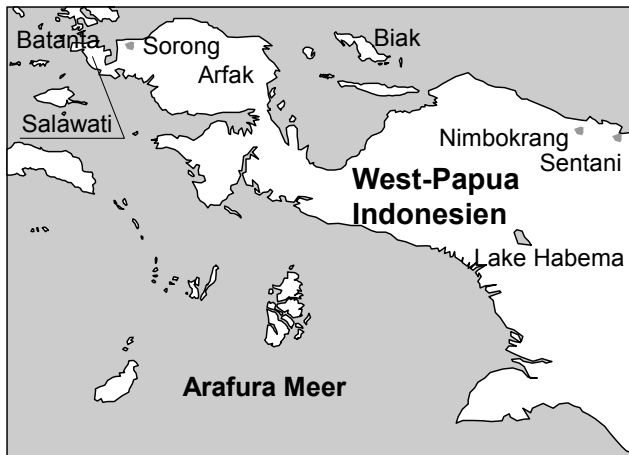 Batanta
Sorong
Biak
Arfak
Salawati
Nimbokrang
Sentani
West-Papua
Indonesien
Lake Habema
Arafura Meer